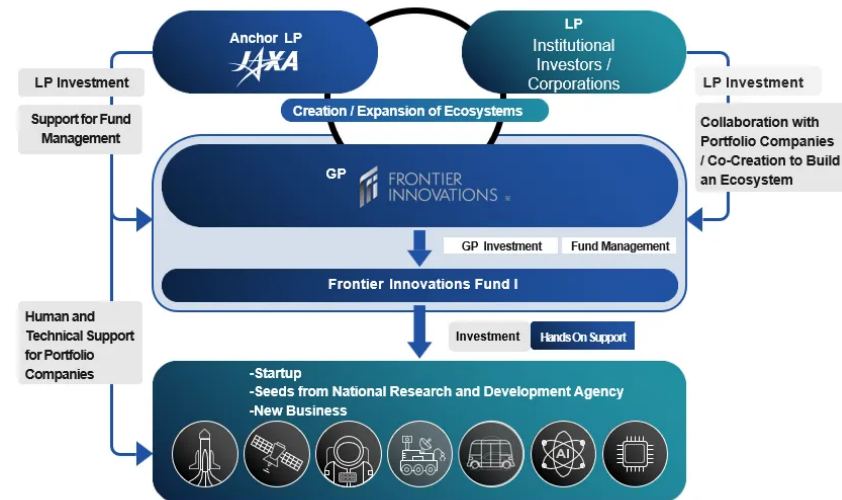 Anchor LP
JAXA
LP
Institutional
Investors /
Corporations
LP Investment
Support for Fund
Management
Creation / Expansion of Ecosystems
LP Investment
Collaboration with
Portfolio Companies
/ Co-Creation to Build
an Ecosystem
GP
FRONTIER
INNOVATIONS
GP Investment
Fund Management
Frontier Innovations Fund I
Human and
Technical Support
for Portfolio
Companies
Investment
Hands On Support
-Startup
-Seeds from National Research and Development Agency
-New Business
AI